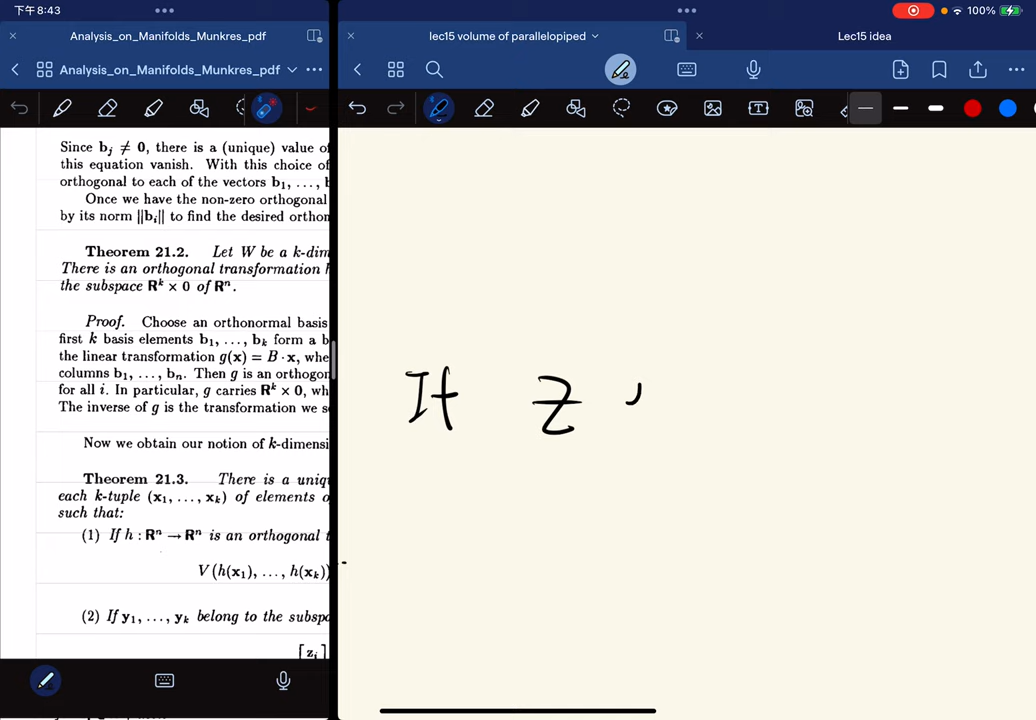 下午8:43
100%
Analysis_on_Manifolds_Munkres_pdf
lec15 volume of parallelopiped
Lec15 idea
Analysis_on_Manifolds_Munkres_pdf
Since b_j ≠ 0, there is a (unique) value of
this equation vanish. With this choice of
orthogonal to each of the vectors b_1, …, b
Once we have the non-zero orthogonal
by its norm ||b_i|| to find the desired orthon
Theorem 21.2. Let W be a k-dim
There is an orthogonal transformation h
the subspace R^k × 0 of R^n.
Proof. Choose an orthonormal basis
first k basis elements b_1, …, b_k form a b
the linear transformation g(x) = B · x, whe
columns b_1, …, b_n. Then g is an orthogon
for all i. In particular, g carries R^k × 0, wh
The inverse of g is the transformation we s
Now we obtain our notion of k-dimensi
Theorem 21.3. There is a uniq
each k-tuple (x_1, …, x_k) of elements o
such that:
(1) If h : R^n → R^n is an orthogonal t
V(h(x_1), …, h(x_k))
(2) If y_1, …, y_k belong to the subspa
[z_i]
If z